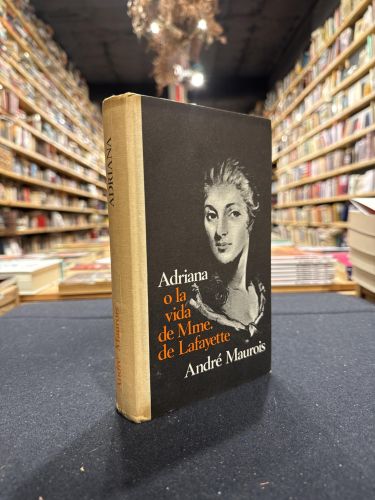 ADRIANA
André Maurois
Adriana
o la
vida
de Mme.
de Lafayette
André Maurois